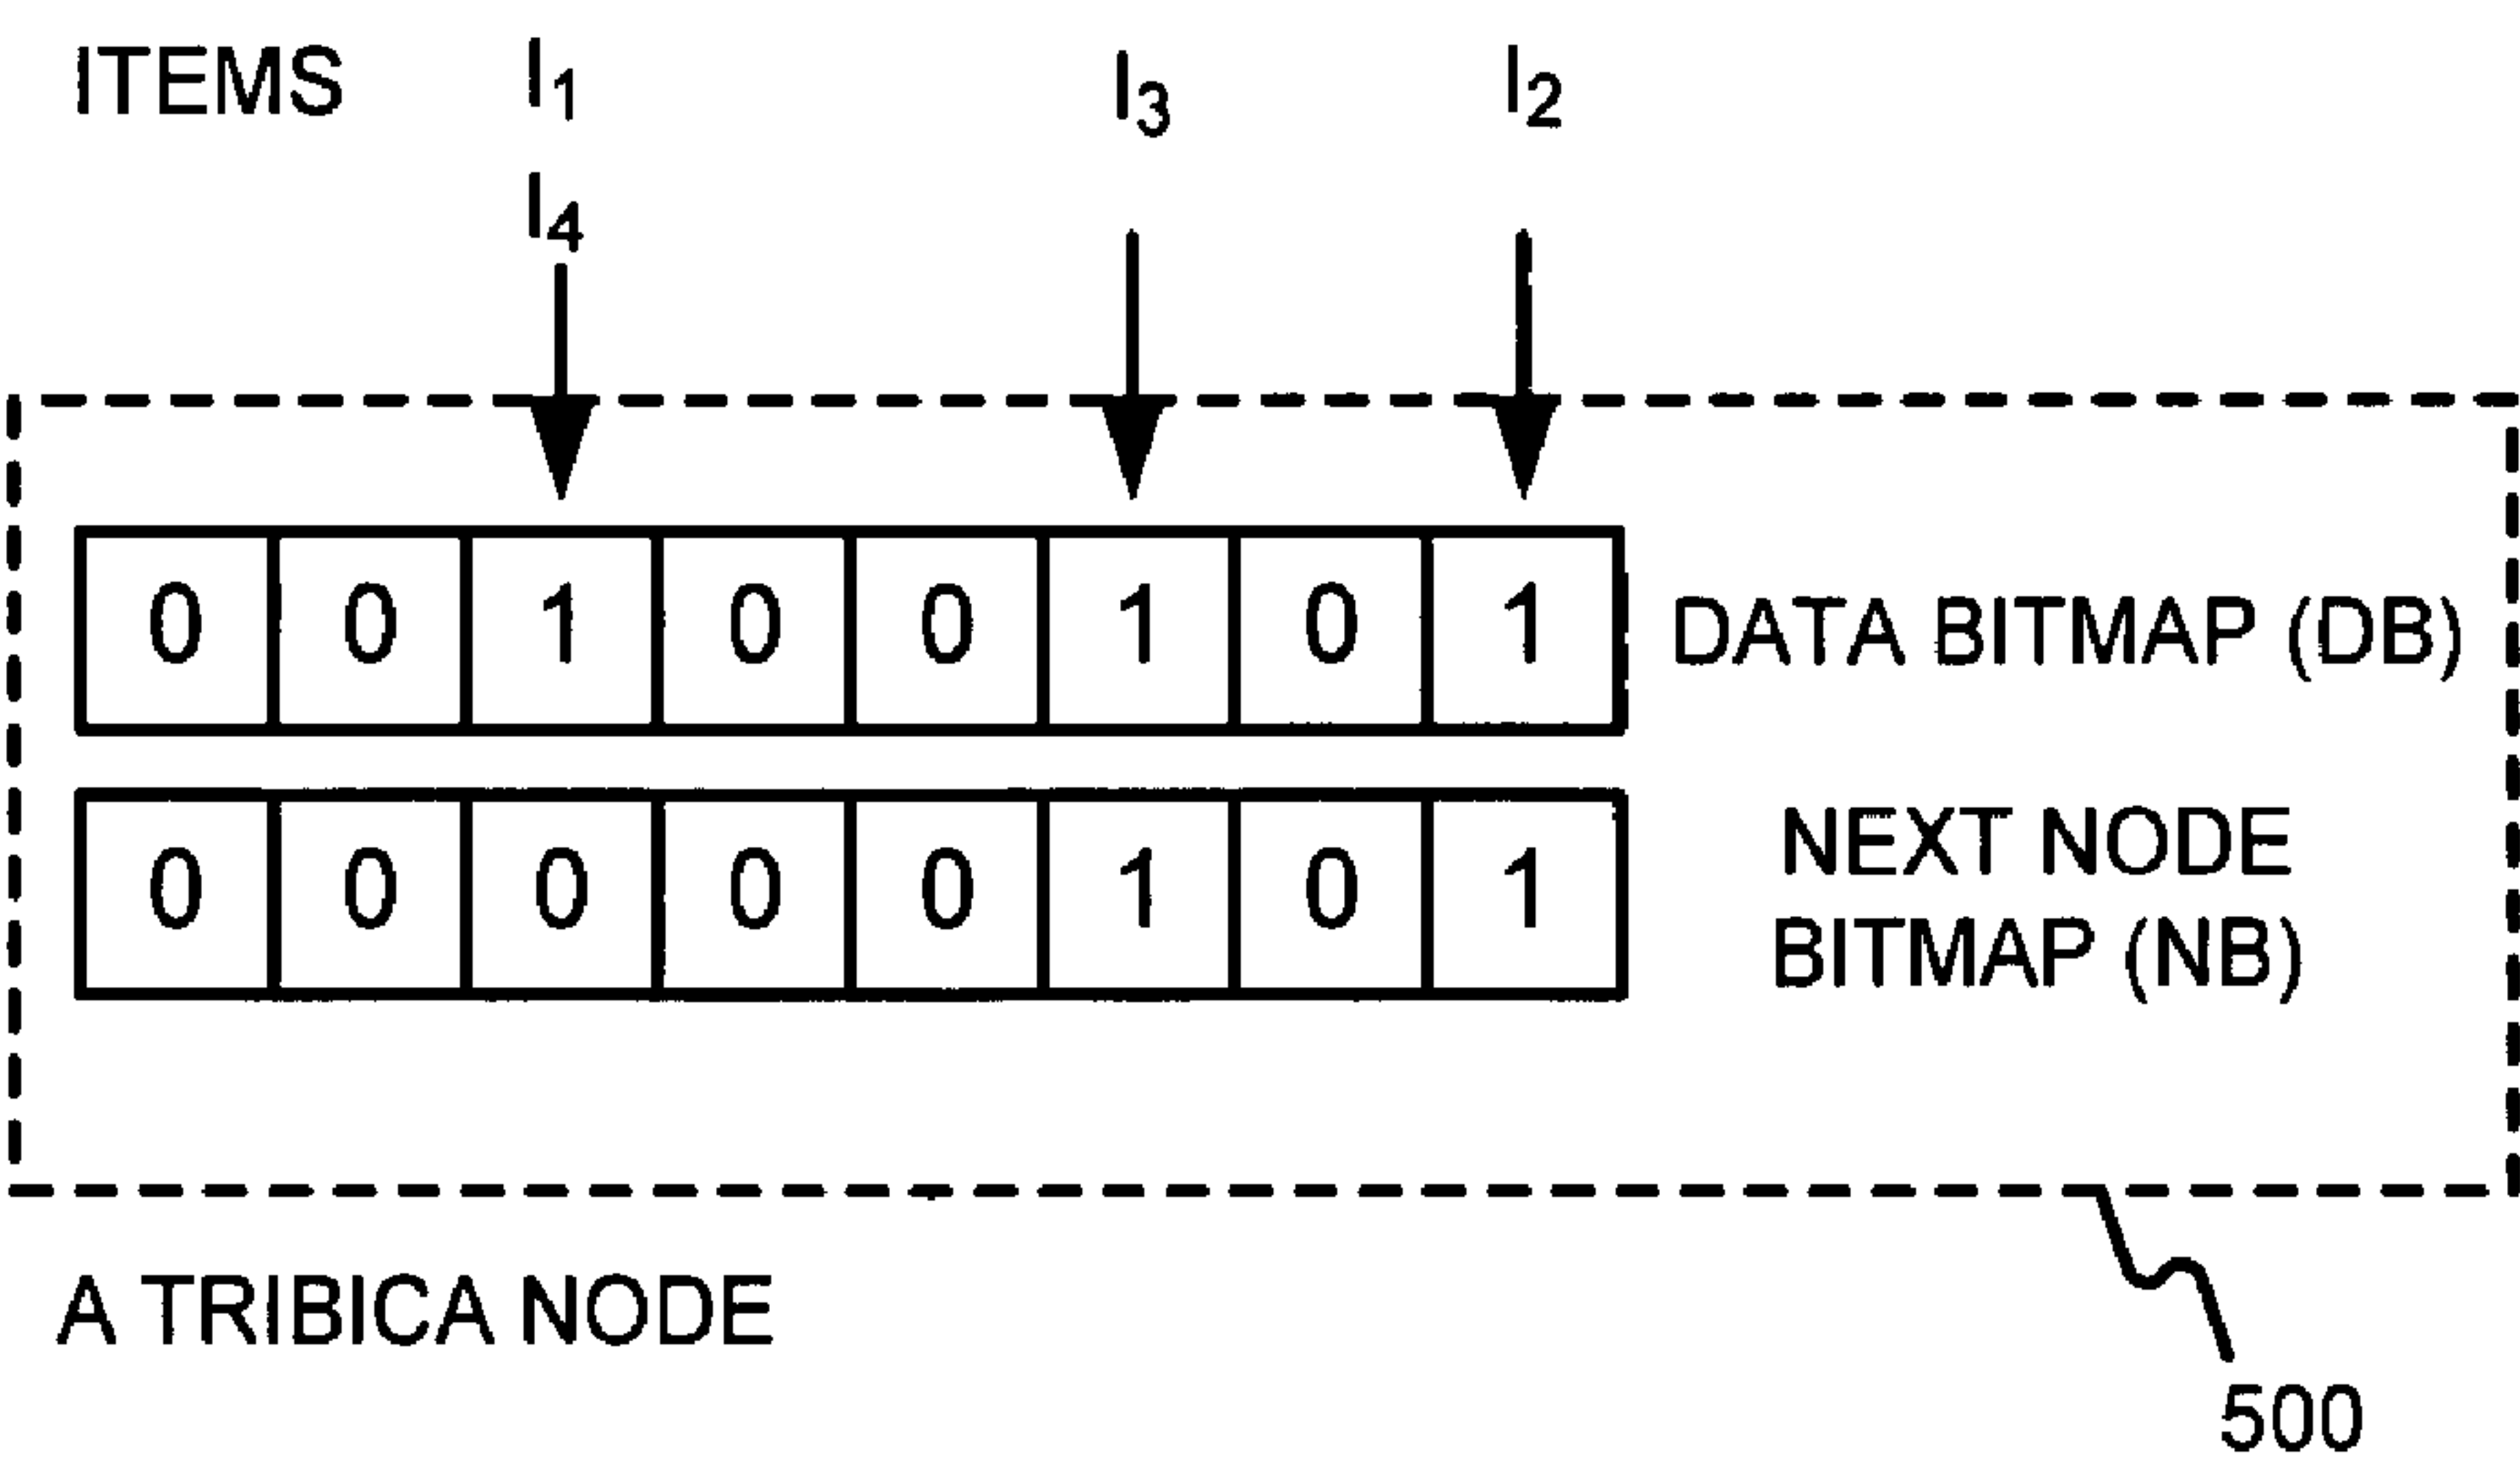 ITEMS I₁ I₃ I₂
I₄
0 0 1 0 0 1 0 1 DATA BITMAP (DB)
0 0 0 0 0 1 0 1 NEXT NODE
BITMAP (NB)
A TRIBICA NODE
500